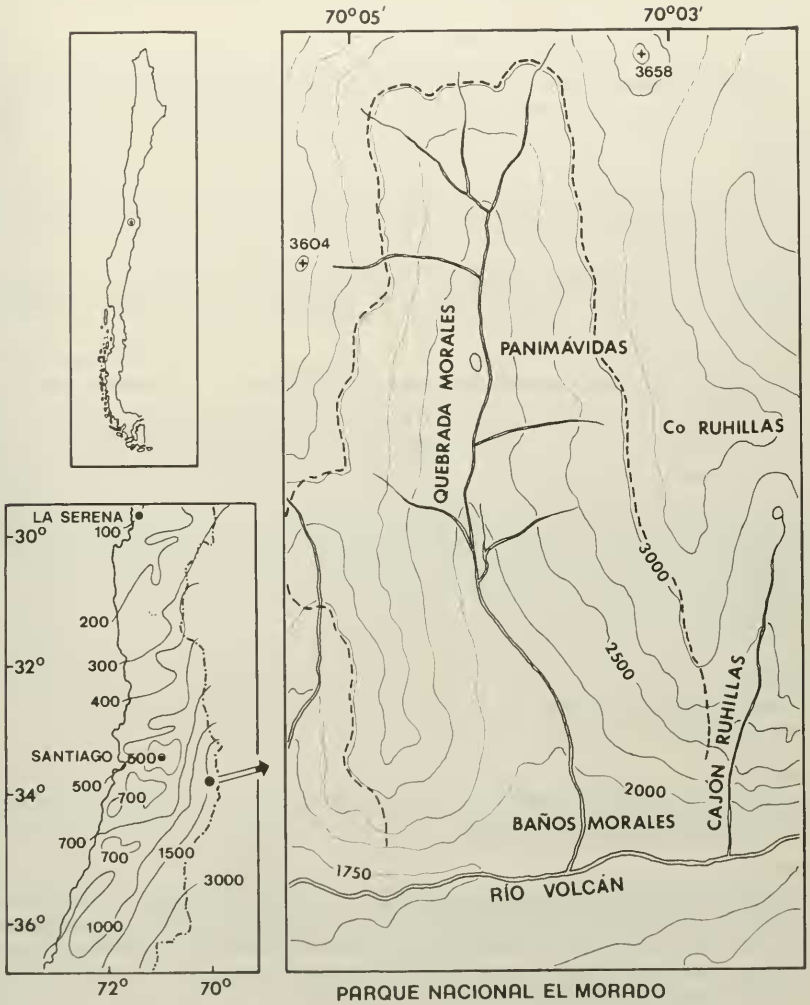 70° 05' 70° 03'
3658
3604
QUEBRADA MORALES
PANIMÁVIDAS
Co RUHILLAS
3000
2500
CAJÓN RUHILLAS
2000
BAÑOS MORALES
1750
RÍO VOLCÁN
LA SERENA
100
30°
200
32°
300
400
SANTIAGO 500
34°
500
700
700
700
1500
3000
36°
1000
72° 70°
PARQUE NACIONAL EL MORADO